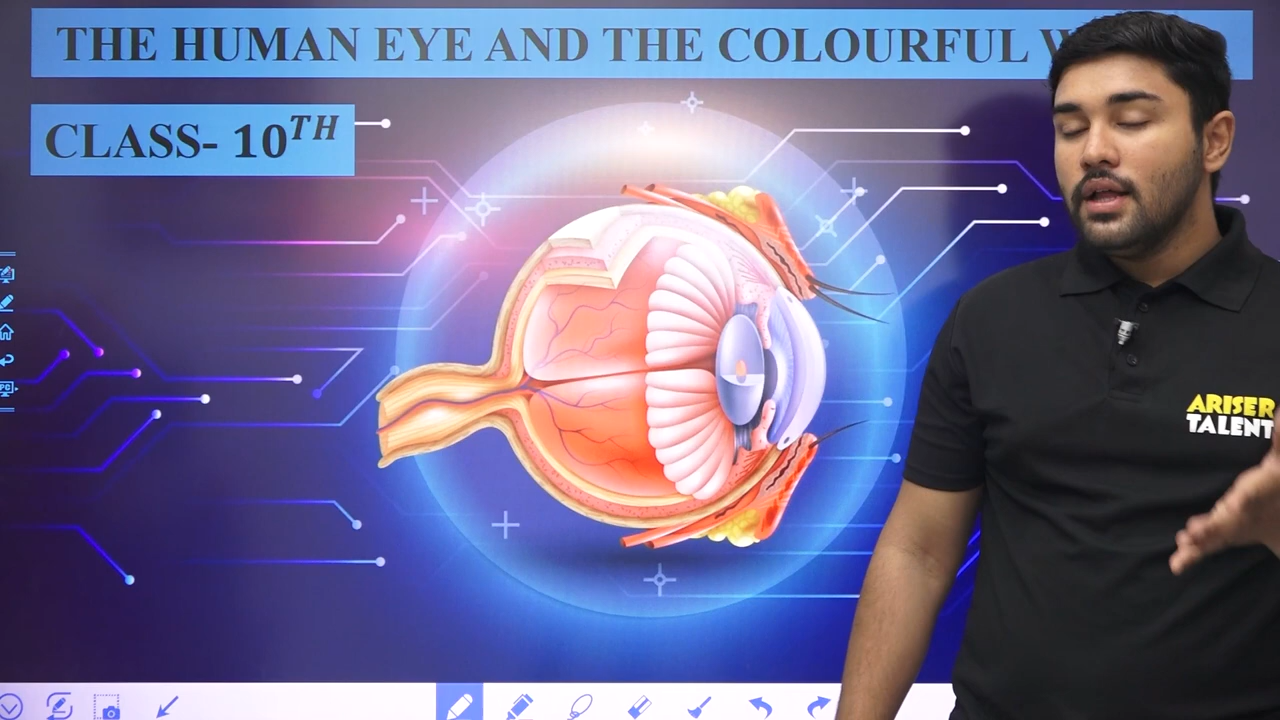 THE HUMAN EYE AND THE COLOURFUL
CLASS- 10TH
ARISER
TALENT